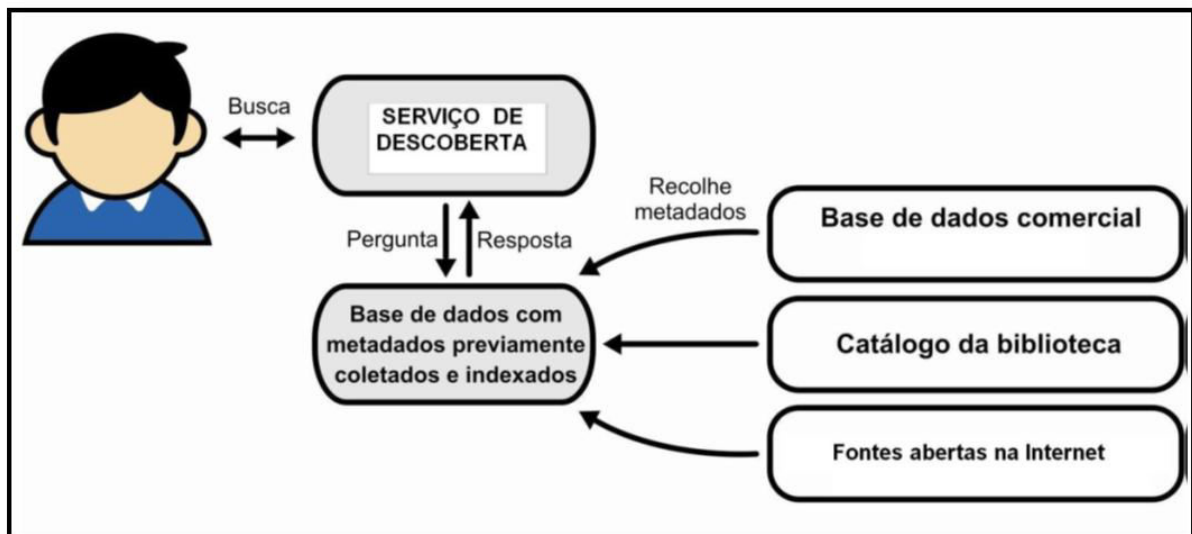 Busca
SERVIÇO DE
DESCOBERTA
Pergunta
Resposta
Recolhe
metadados
Base de dados com
metadados previamente
coletados e indexados
Base de dados comercial
Catálogo da biblioteca
Fontes abertas na Internet